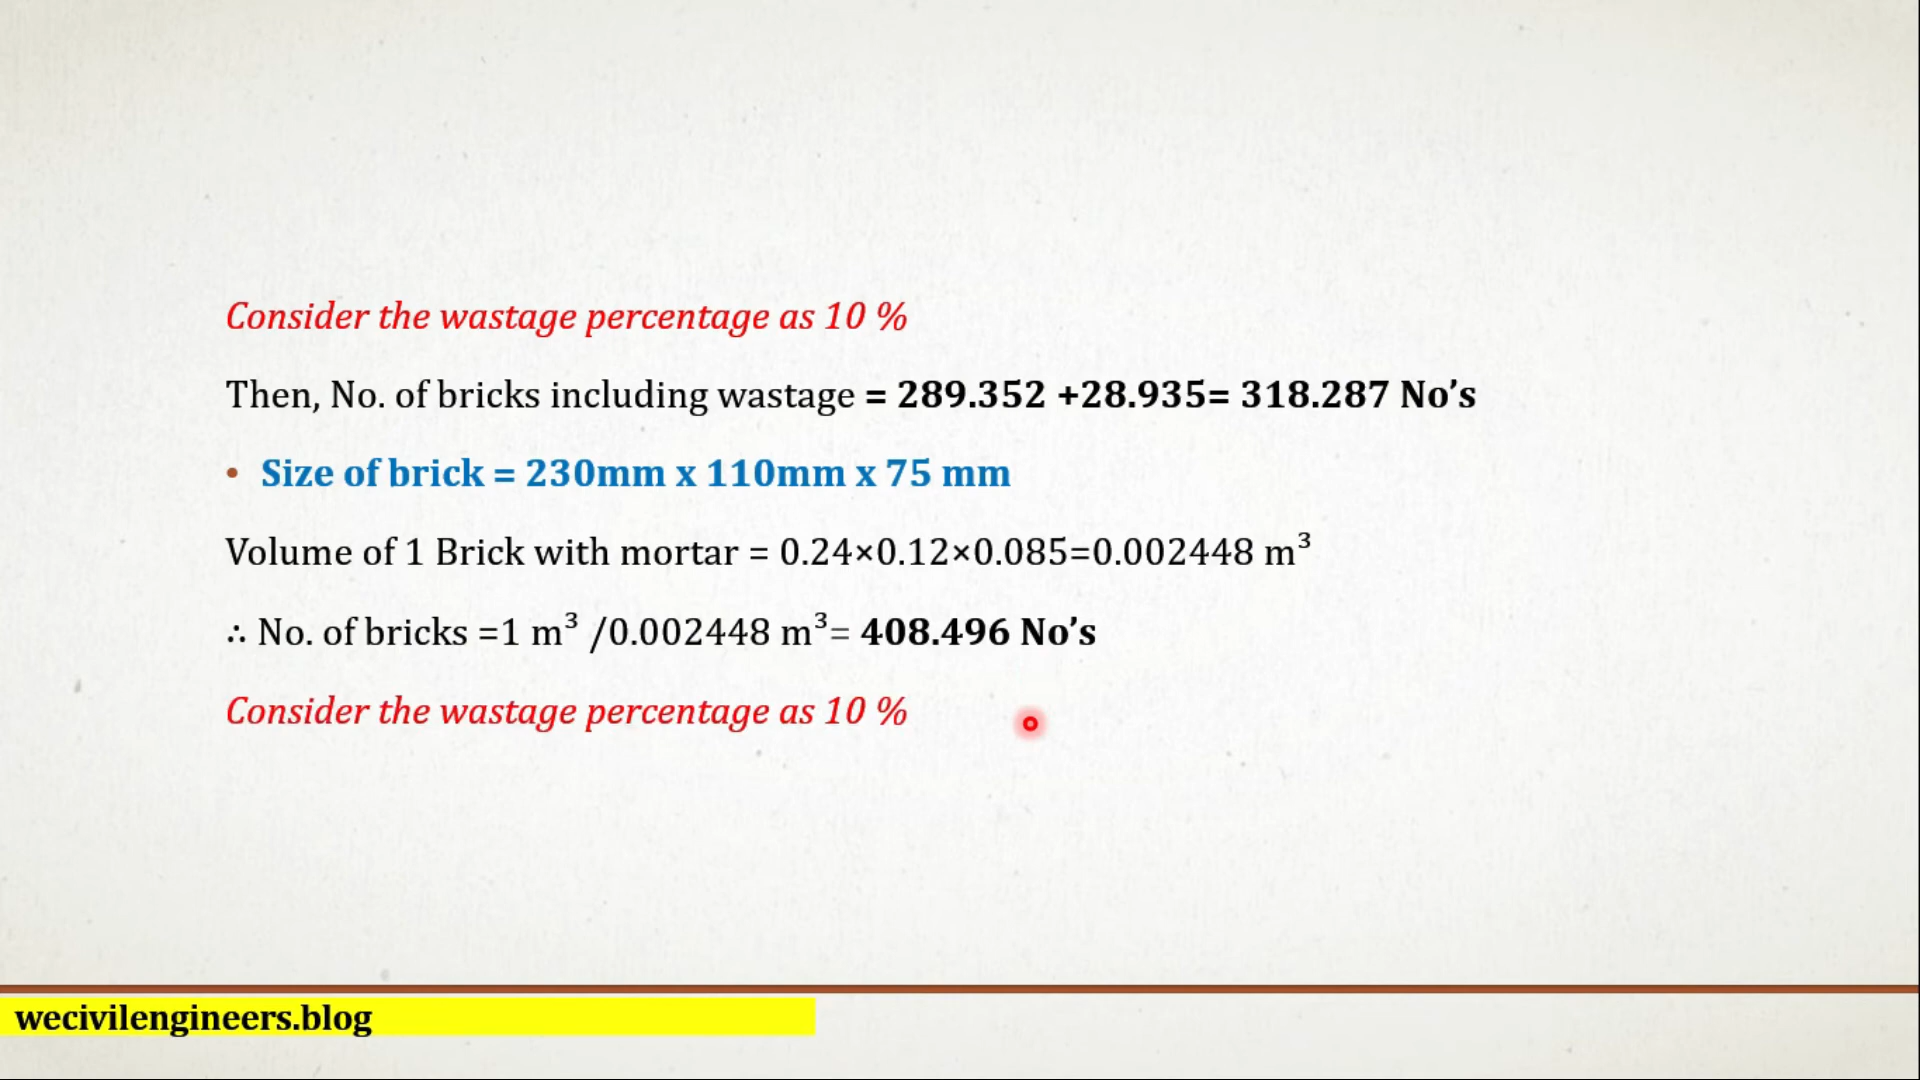 Consider the wastage percentage as 10 %
Then, No. of bricks including wastage = 289.352 +28.935= 318.287 No’s
• Size of brick = 230mm x 110mm x 75 mm
Volume of 1 Brick with mortar = 0.24×0.12×0.085=0.002448 m³
∴ No. of bricks =1 m³ /0.002448 m³= 408.496 No’s
Consider the wastage percentage as 10 %
wecivilengineers.blog